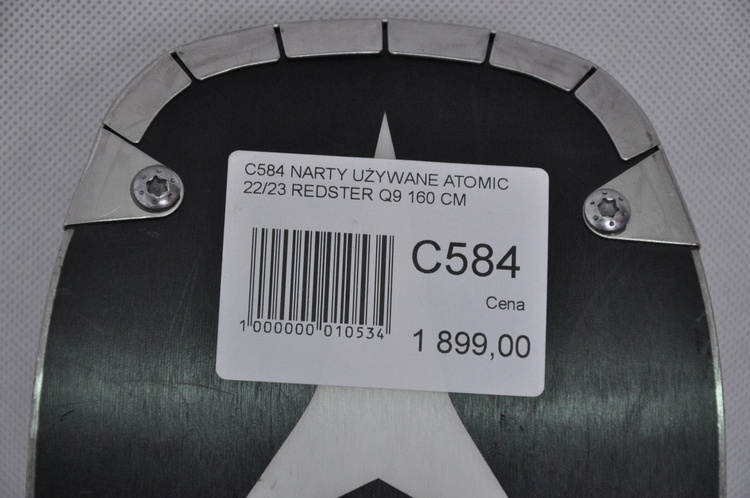 C584 NARTY UŻYWANE ATOMIC
22/23 REDSTER Q9 160 CM
C584
Cena
1 000000 010534
1 899,00